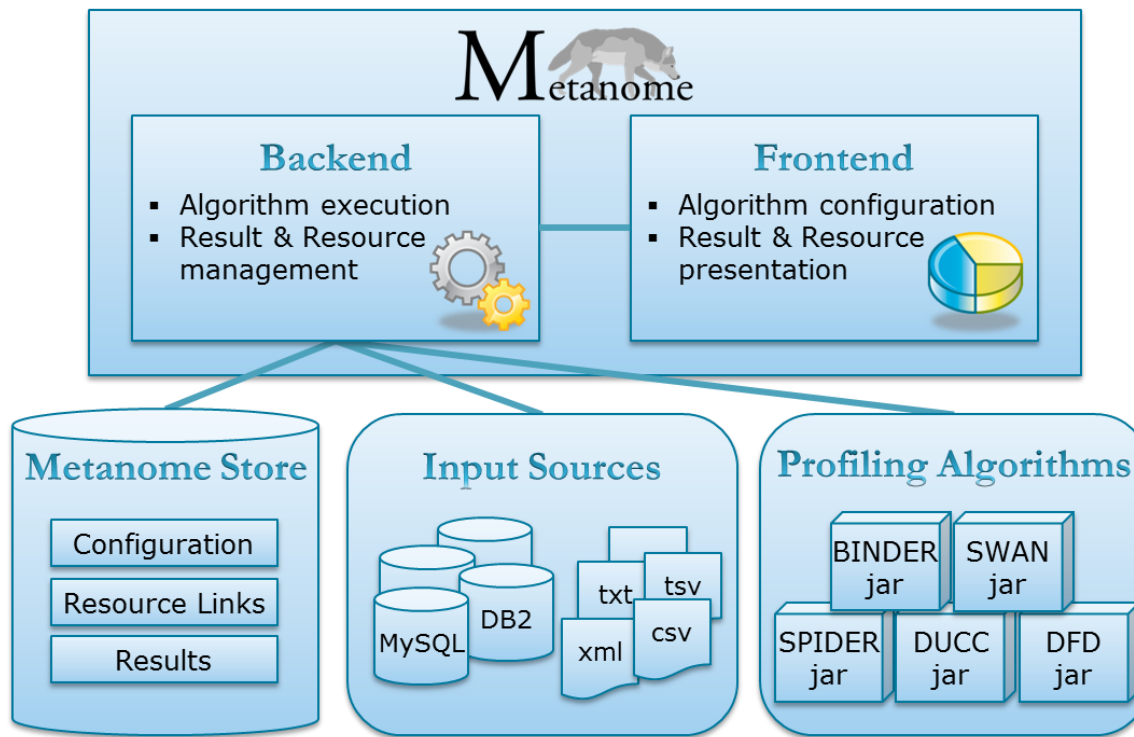 Metanome
Backend
▪ Algorithm execution
▪ Result & Resource
management
Frontend
▪ Algorithm configuration
▪ Result & Resource
presentation
Metanome Store
Configuration
Resource Links
Results
Input Sources
MySQL
DB2
txt
tsv
xml
csv
Profiling Algorithms
BINDER
jar
SWAN
jar
SPIDER
jar
DUCC
jar
DFD
jar